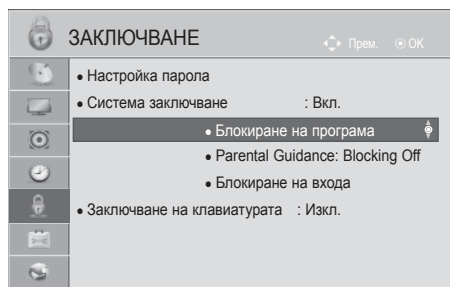 ЗАКЛЮЧВАНЕ
Прем. OK
• Настройка парола
• Система заключване : Вкл.
• Блокиране на програма
• Parental Guidance: Blocking Off
• Блокиране на входа
• Заключване на клавиатурата : Изкл.